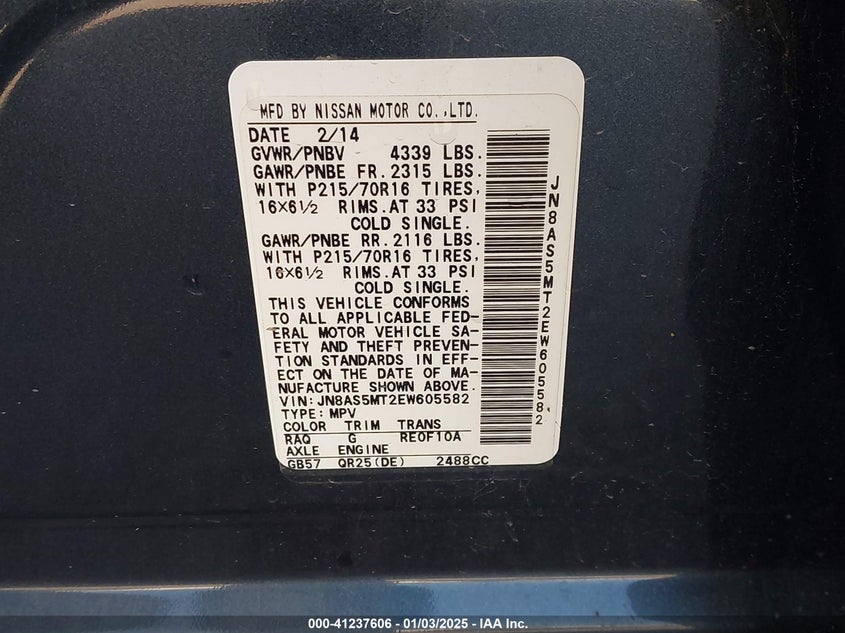 MFD BY NISSAN MOTOR CO.,LTD.
DATE 2/14
GVWR/PNBV 4339 LBS.
GAWR/PNBE FR. 2315 LBS.
WITH P215/70R16 TIRES,
16×6½ RIMS. AT 33 PSI
COLD SINGLE.
GAWR/PNBE RR. 2116 LBS.
WITH P215/70R16 TIRES,
16×6½ RIMS. AT 33 PSI
COLD SINGLE.
THIS VEHICLE CONFORMS
TO ALL APPLICABLE FED-
ERAL MOTOR VEHICLE SA-
FETY AND THEFT PREVEN-
TION STANDARDS IN EFF-
ECT ON THE DATE OF MA-
NUFACTURE SHOWN ABOVE.
VIN: JN8AS5MT2EW605582
TYPE: MPV
COLOR TRIM TRANS
RAQ G RE0F10A
AXLE ENGINE
GB57 QR25(DE) 2488CC
JN8AS5MT2EW605582
000-41237606 — 01/03/2025 — IAA Inc.